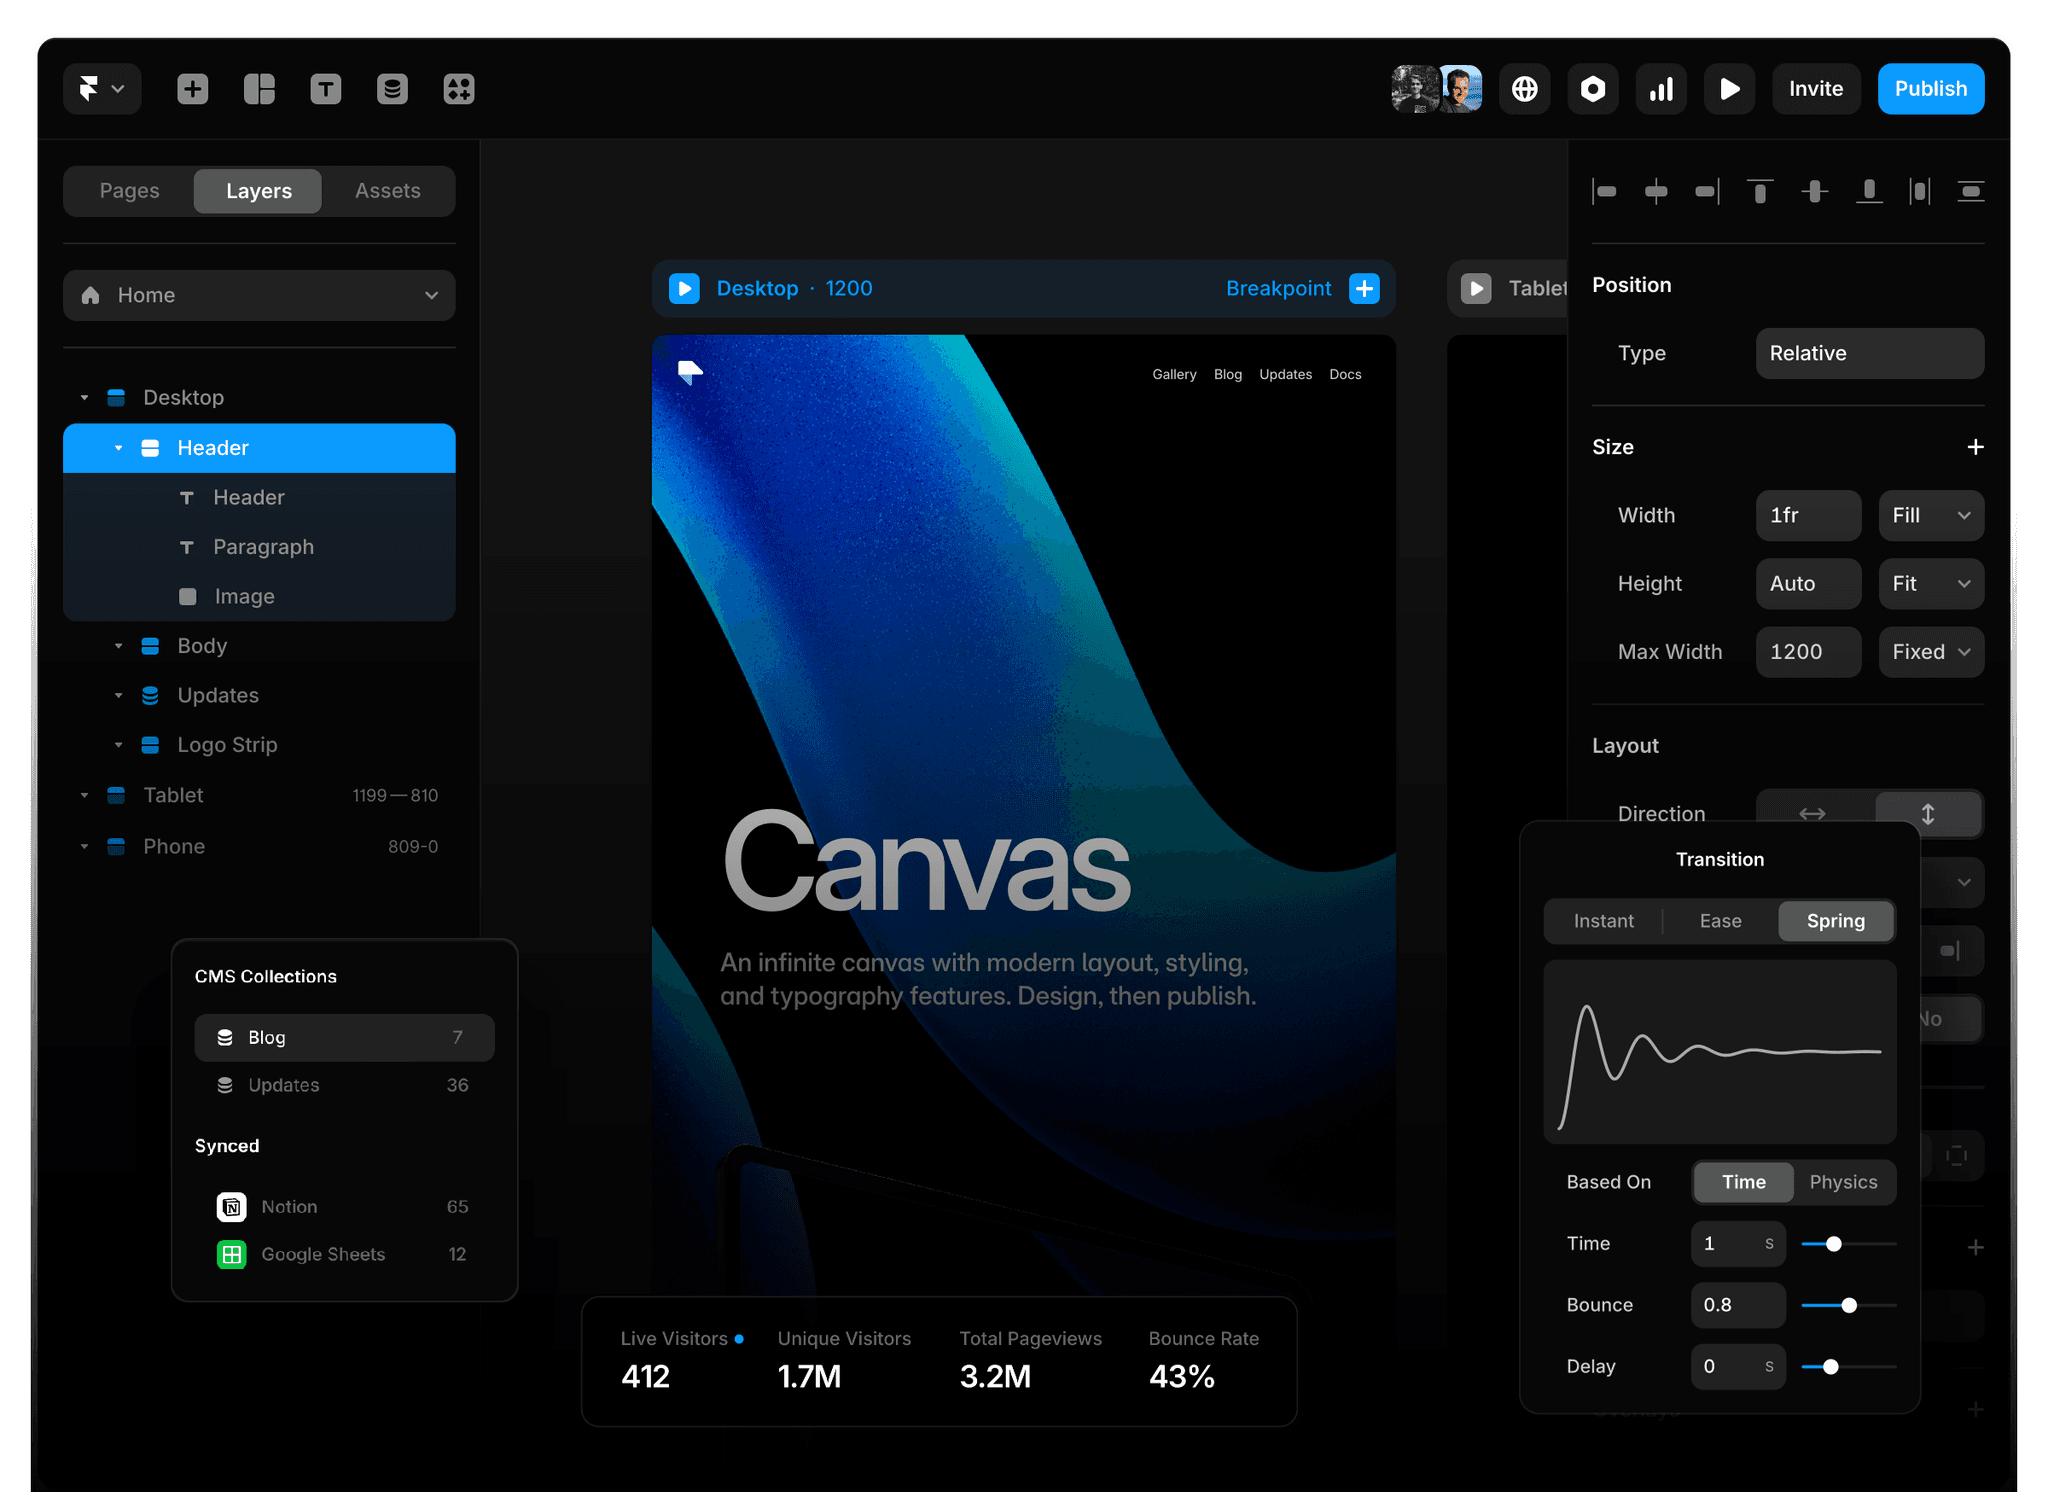 Invite
Publish
Pages
Layers
Assets
Home
Desktop
Header
Header
Paragraph
Image
Body
Updates
Logo Strip
Tablet 1199—810
Phone 809-0
CMS Collections
Blog 7
Updates 36
Synced
Notion 65
Google Sheets 12
Desktop · 1200
Breakpoint
Tablet
Gallery Blog Updates Docs
Canvas
An infinite canvas with modern layout, styling,
and typography features. Design, then publish.
Live Visitors
412
Unique Visitors
1.7M
Total Pageviews
3.2M
Bounce Rate
43%
Position
Type Relative
Size
Width 1fr Fill
Height Auto Fit
Max Width 1200 Fixed
Layout
Direction
No
Transition
Instant Ease Spring
Based On Time Physics
Time 1 s
Bounce 0.8
Delay 0 s